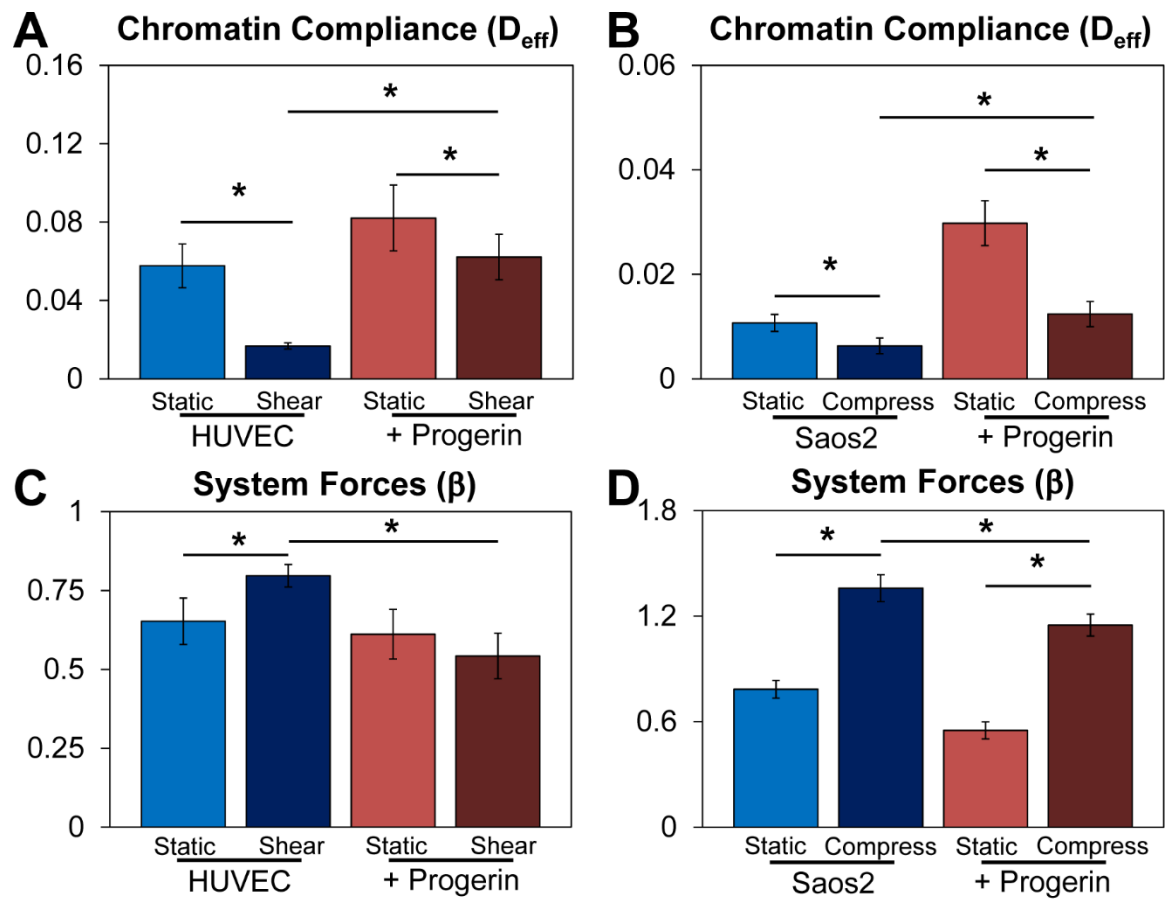 A Chromatin Compliance (Deff)
0.16
0.12
0.08
0.04
0
* * * *
Static Shear Static Shear
HUVEC + Progerin
B Chromatin Compliance (Deff)
0.06
0.04
0.02
0
* * * *
Static Compress Static Compress
Saos2 + Progerin
C System Forces (β)
1
0.75
0.5
0.25
0
* *
Static Shear Static Shear
HUVEC + Progerin
D System Forces (β)
1.8
1.2
0.6
0
* * *
Static Compress Static Compress
Saos2 + Progerin